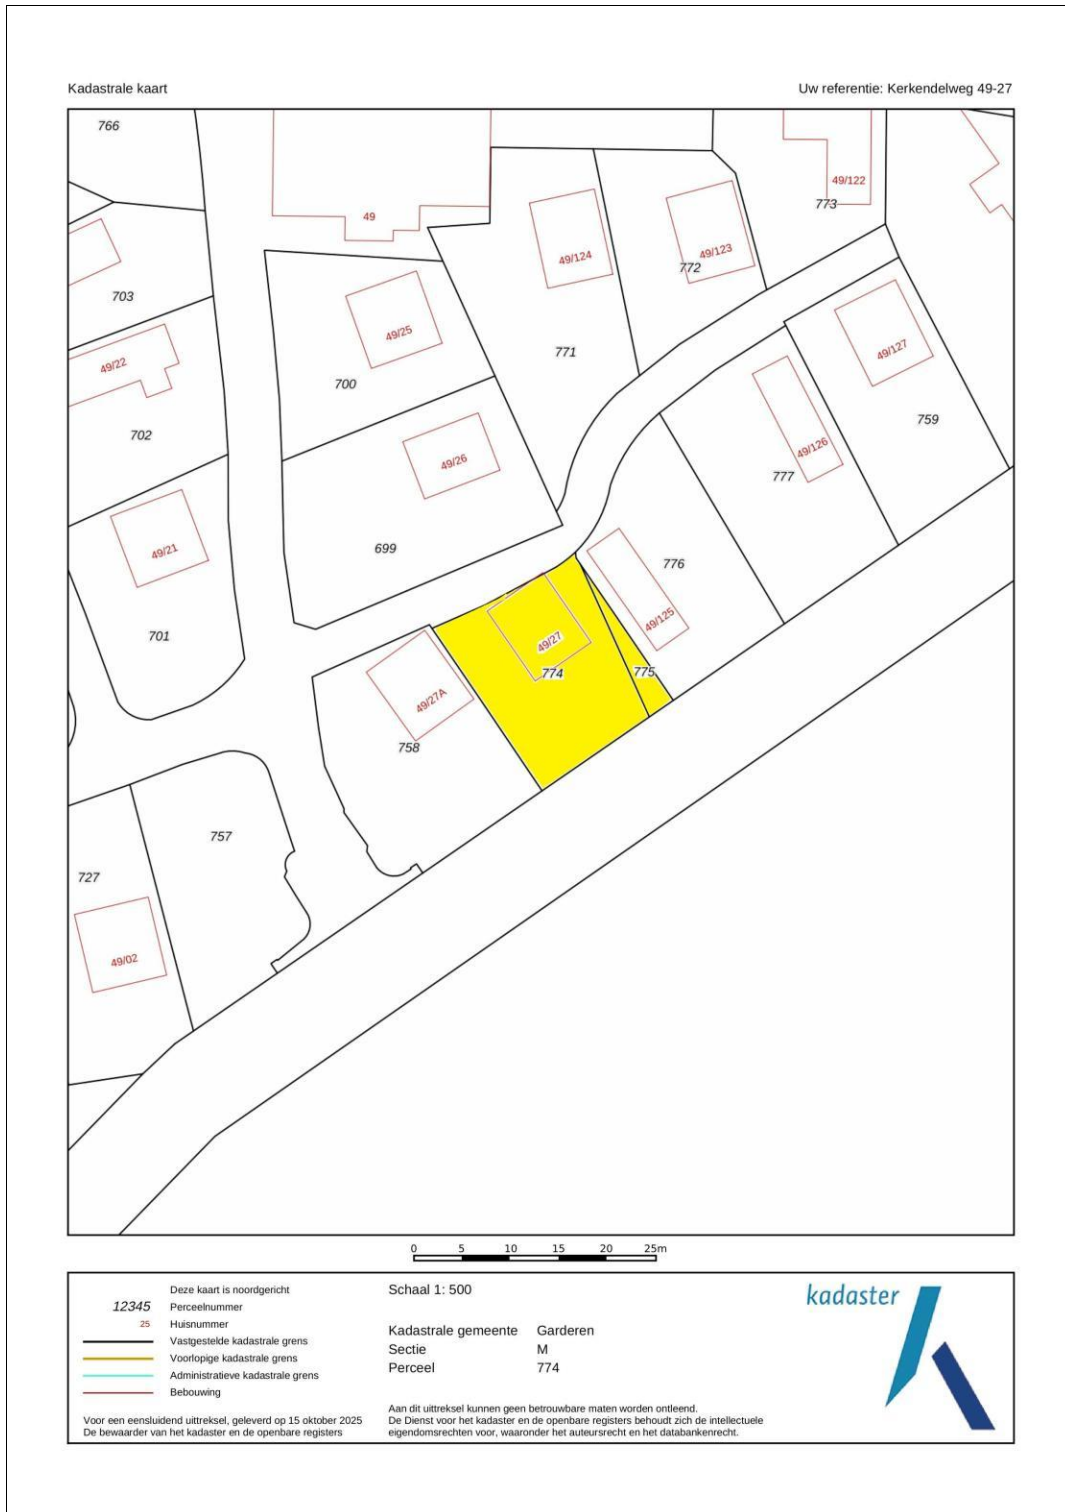 Kadastrale kaart
Uw referentie: Kerkendelweg 49-27
766
49
49/122
773
49/124
49/123
772
703
49/25
49/127
49/22
700
771
702
759
49/26
49/126
777
49/21
699
776
701
49/125
49/27
774
775
49/27A
758
757
727
49/02
0 5 10 15 20 25m
Deze kaart is noordgericht
12345 Perceelnummer
25 Huisnummer
Vastgestelde kadastrale grens
Voorlopige kadastrale grens
Administratieve kadastrale grens
Bebouwing
Voor een eensluidend uittreksel, geleverd op 15 oktober 2025
De bewaarder van het kadaster en de openbare registers
Schaal 1: 500
Kadastrale gemeente Garderen
Sectie M
Perceel 774
Aan dit uittreksel kunnen geen betrouwbare maten worden ontleend.
De Dienst voor het kadaster en de openbare registers behoudt zich de intellectuele
eigendomsrechten voor, waaronder het auteursrecht en het databankenrecht.
kadaster